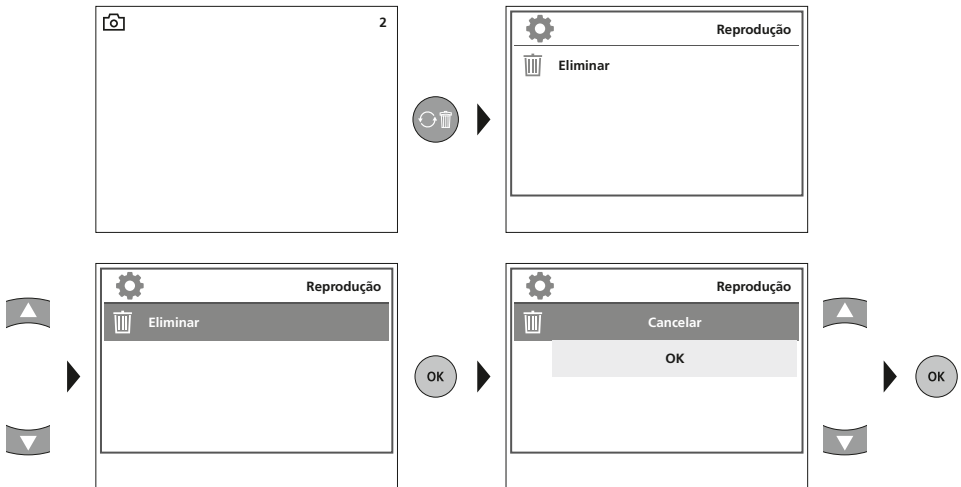 2
Reprodução
Eliminar
Reprodução
Eliminar
OK
Reprodução
Cancelar
OK
OK